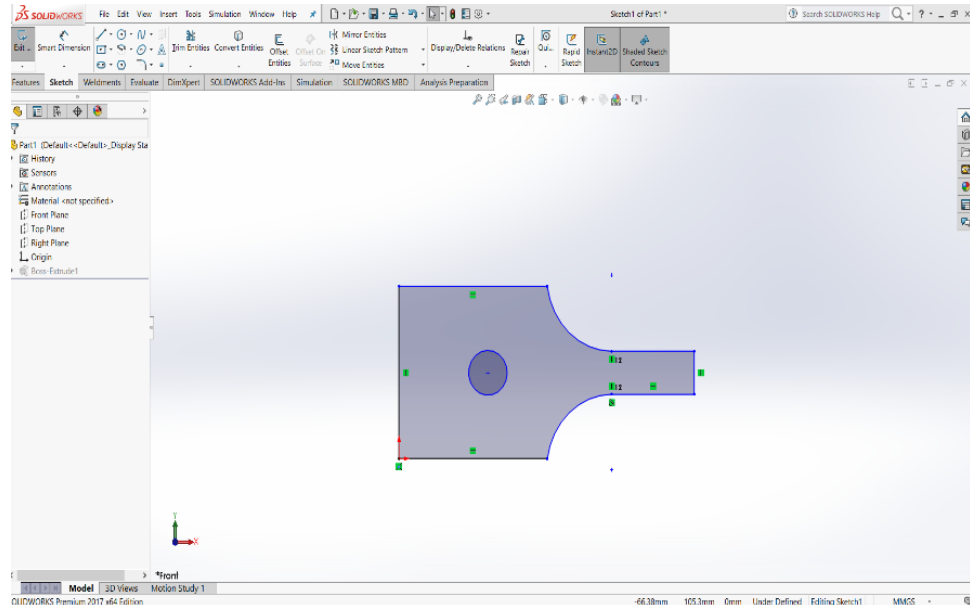 SOLIDWORKS File Edit View Insert Tools Simulation Window Help Sketch1 of Part1 * Search SOLIDWORKS Help
Edit Smart Dimension Trim Entities Convert Entities Offset Entities Offset On Surface Mirror Entities Linear Sketch Pattern Move Entities Display/Delete Relations Repair Sketch Qui... Rapid Sketch Instant2D Shaded Sketch Contours
Features Sketch Weldments Evaluate DimXpert SOLIDWORKS Add-Ins Simulation SOLIDWORKS MBD Analysis Preparation
Part1 (Default<<Default>_Display Sta
History
Sensors
Annotations
Material <not specified>
Front Plane
Top Plane
Right Plane
Origin
Boss-Extrude1
12
12
Y
X
*Front
Model 3D Views Motion Study 1
OLIDWORKS Premium 2017 x64 Edition -66.38mm 105.3mm 0mm Under Defined Editing Sketch1 MMGS